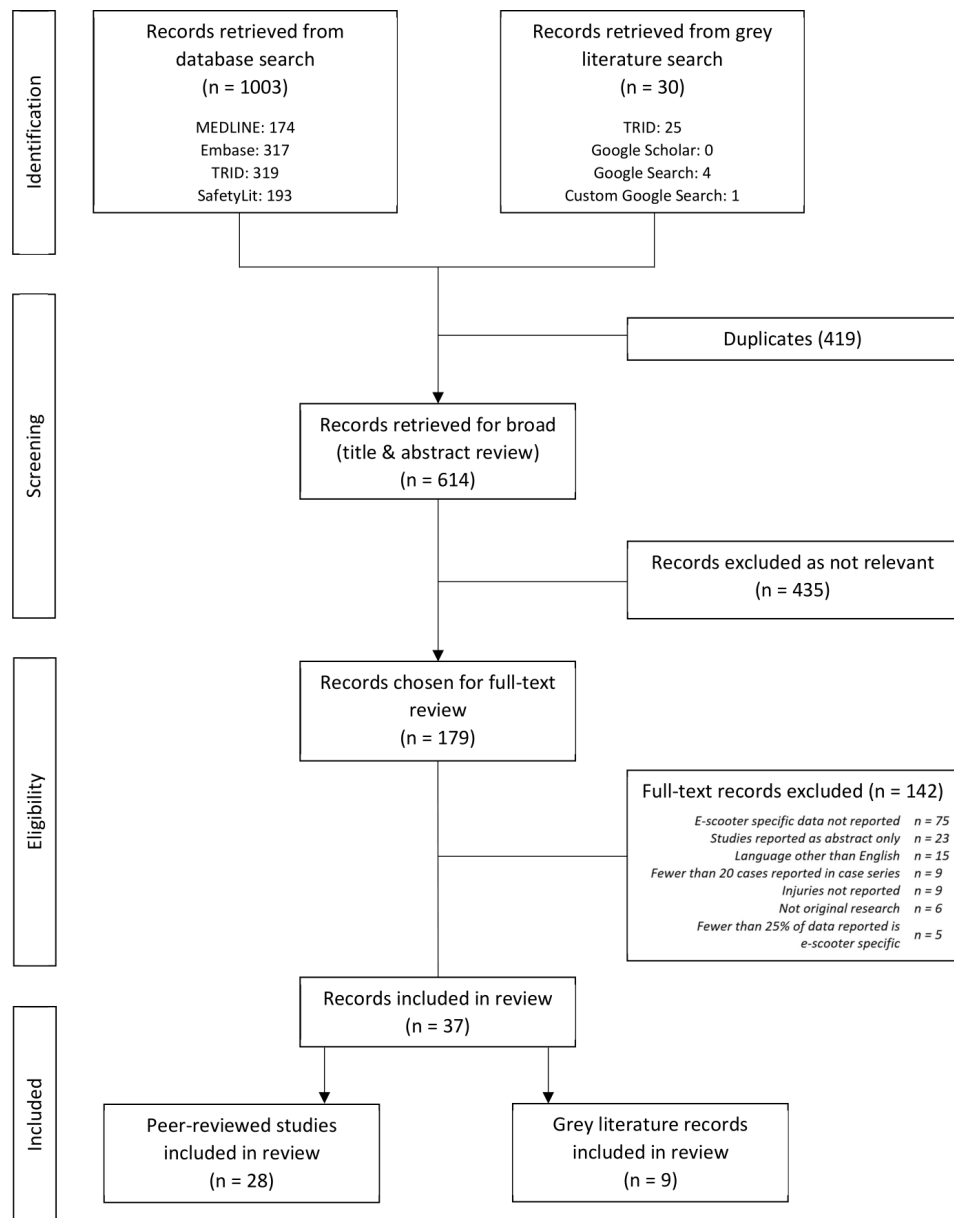 Identification
Records retrieved from
database search
(n = 1003)
MEDLINE: 174
Embase: 317
TRID: 319
SafetyLit: 193
Records retrieved from grey
literature search
(n = 30)
TRID: 25
Google Scholar: 0
Google Search: 4
Custom Google Search: 1
Screening
Duplicates (419)
Records retrieved for broad
(title & abstract review)
(n = 614)
Records excluded as not relevant
(n = 435)
Eligibility
Records chosen for full-text
review
(n = 179)
Full-text records excluded (n = 142)
E-scooter specific data not reported n = 75
Studies reported as abstract only n = 23
Language other than English n = 15
Fewer than 20 cases reported in case series n = 9
Injuries not reported n = 9
Not original research n = 6
Fewer than 25% of data reported is
e-scooter specific n = 5
Included
Records included in review
(n = 37)
Peer-reviewed studies
included in review
(n = 28)
Grey literature records
included in review
(n = 9)